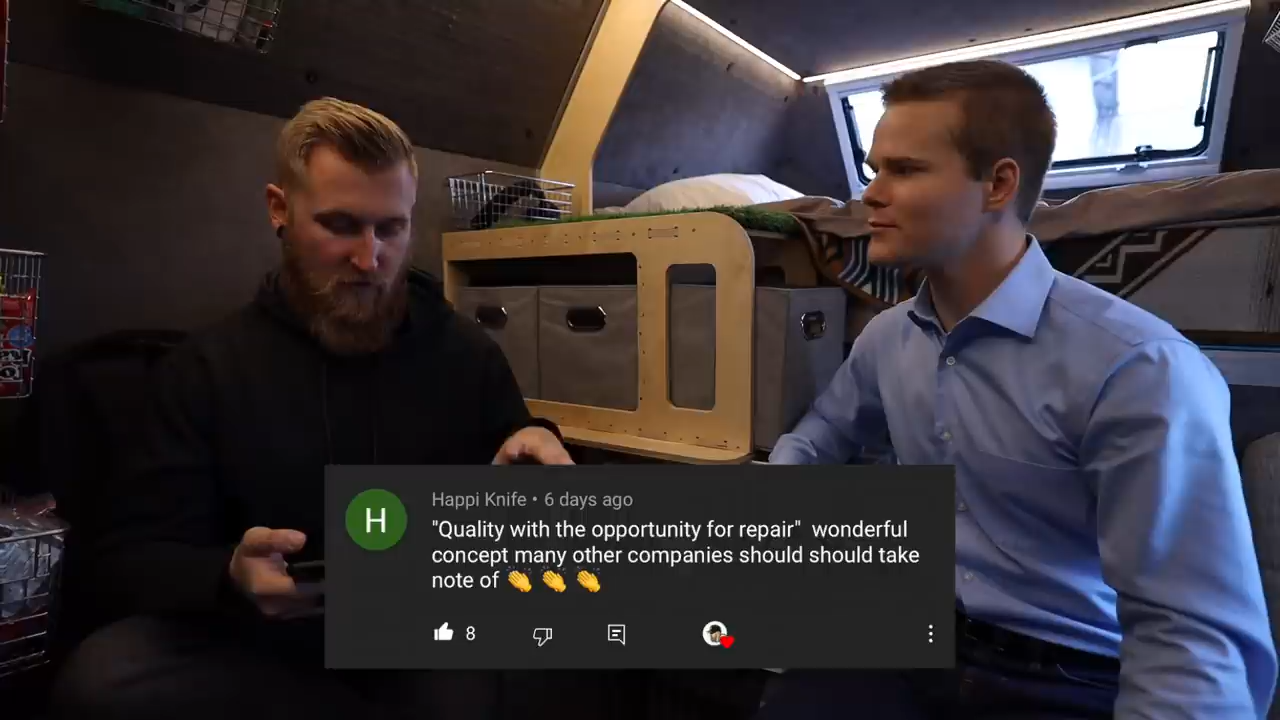 H
Happi Knife • 6 days ago
"Quality with the opportunity for repair"  wonderful
concept many other companies should should take
note of 👏 👏 👏
8